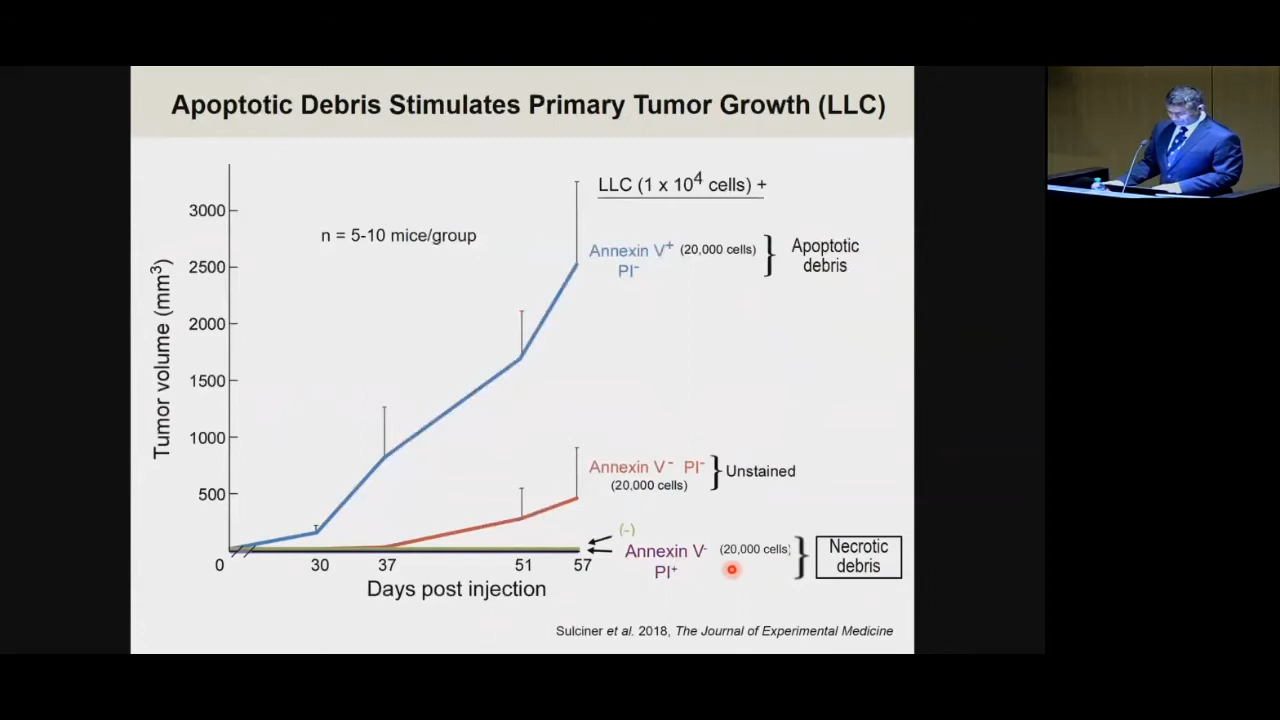 Apoptotic Debris Stimulates Primary Tumor Growth (LLC)
LLC (1 x 10⁴ cells) +
n = 5-10 mice/group
Annexin V⁺ (20,000 cells)
PI⁻
Apoptotic
debris
Tumor volume (mm³)
3000
2500
2000
1500
1000
500
Annexin V⁻ PI⁻
(20,000 cells)
Unstained
(-)
Annexin V⁻ (20,000 cells)
PI⁺
Necrotic
debris
0 30 37 51 57
Days post injection
Sulciner et al. 2018, The Journal of Experimental Medicine